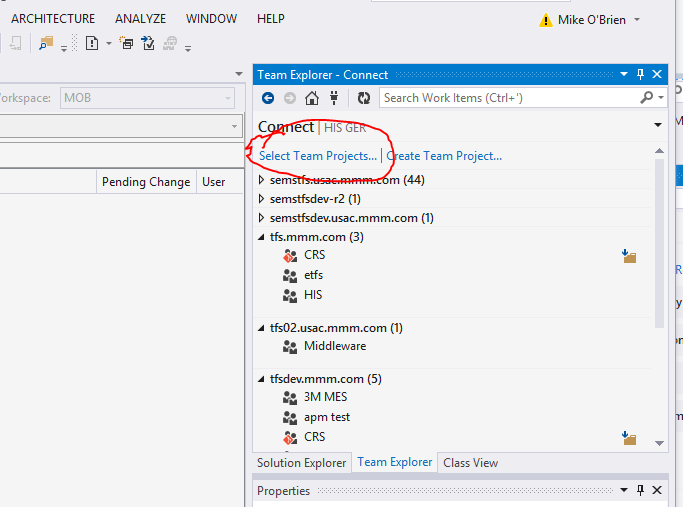 ARCHITECTURE ANALYZE WINDOW HELP Mike O'Brien
Team Explorer - Connect
orkspace: MOB
Search Work Items (Ctrl+')
Connect | HIS GER
Select Team Projects... | Create Team Project...
Pending Change User
semstfs.usac.mmm.com (44)
semstfsdev-r2 (1)
semstfsdev.usac.mmm.com (1)
tfs.mmm.com (3)
CRS
etfs
HIS
tfs02.usac.mmm.com (1)
Middleware
tfsdev.mmm.com (5)
3M MES
apm test
CRS
Solution Explorer Team Explorer Class View
Properties